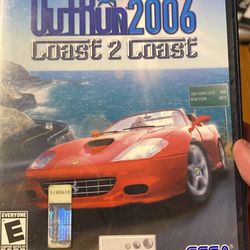 OutRun2006
Coast 2 Coast
SAN FRANCISCO
NEW YORK
EVERYONE
E
SEGA